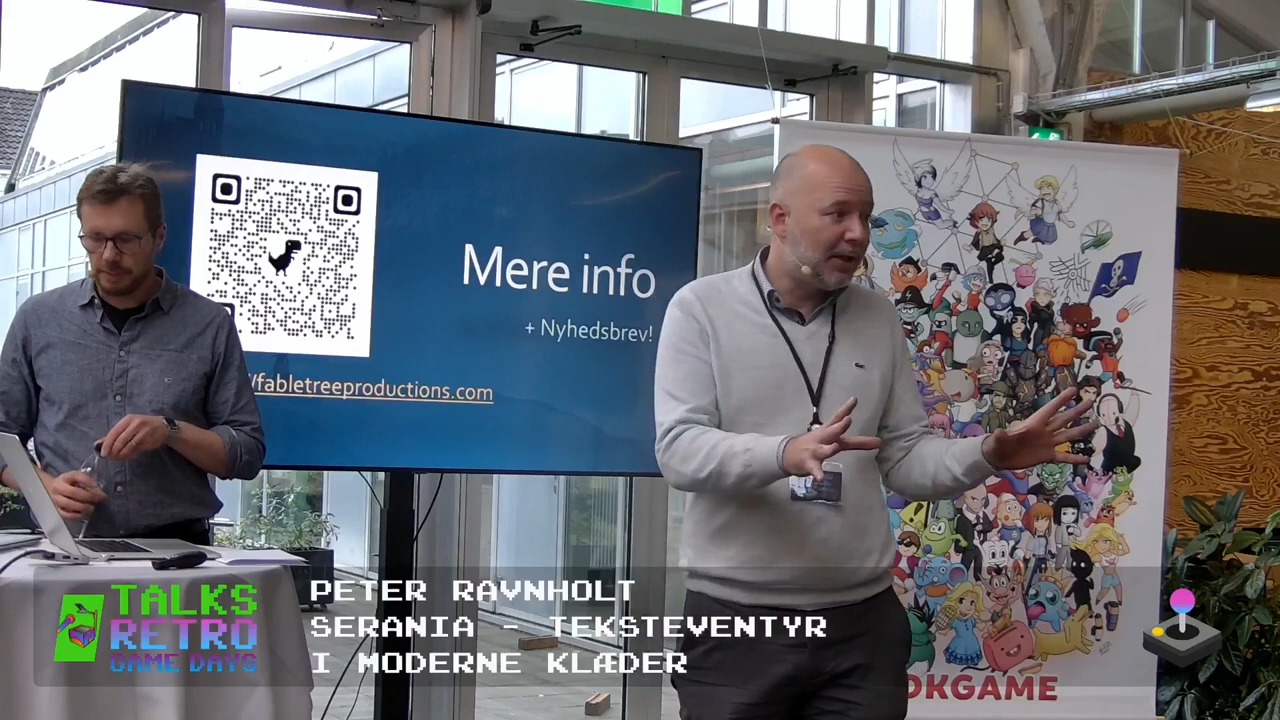 Mere info
+ Nyhedsbrev!
/fabletreeproductions.com
TALKS
RETRO
GAME DAYS
PETER RAVNHOLT
SERANIA - TEKSTEVENTYR
I MODERNE KLÆDER
OKGAME